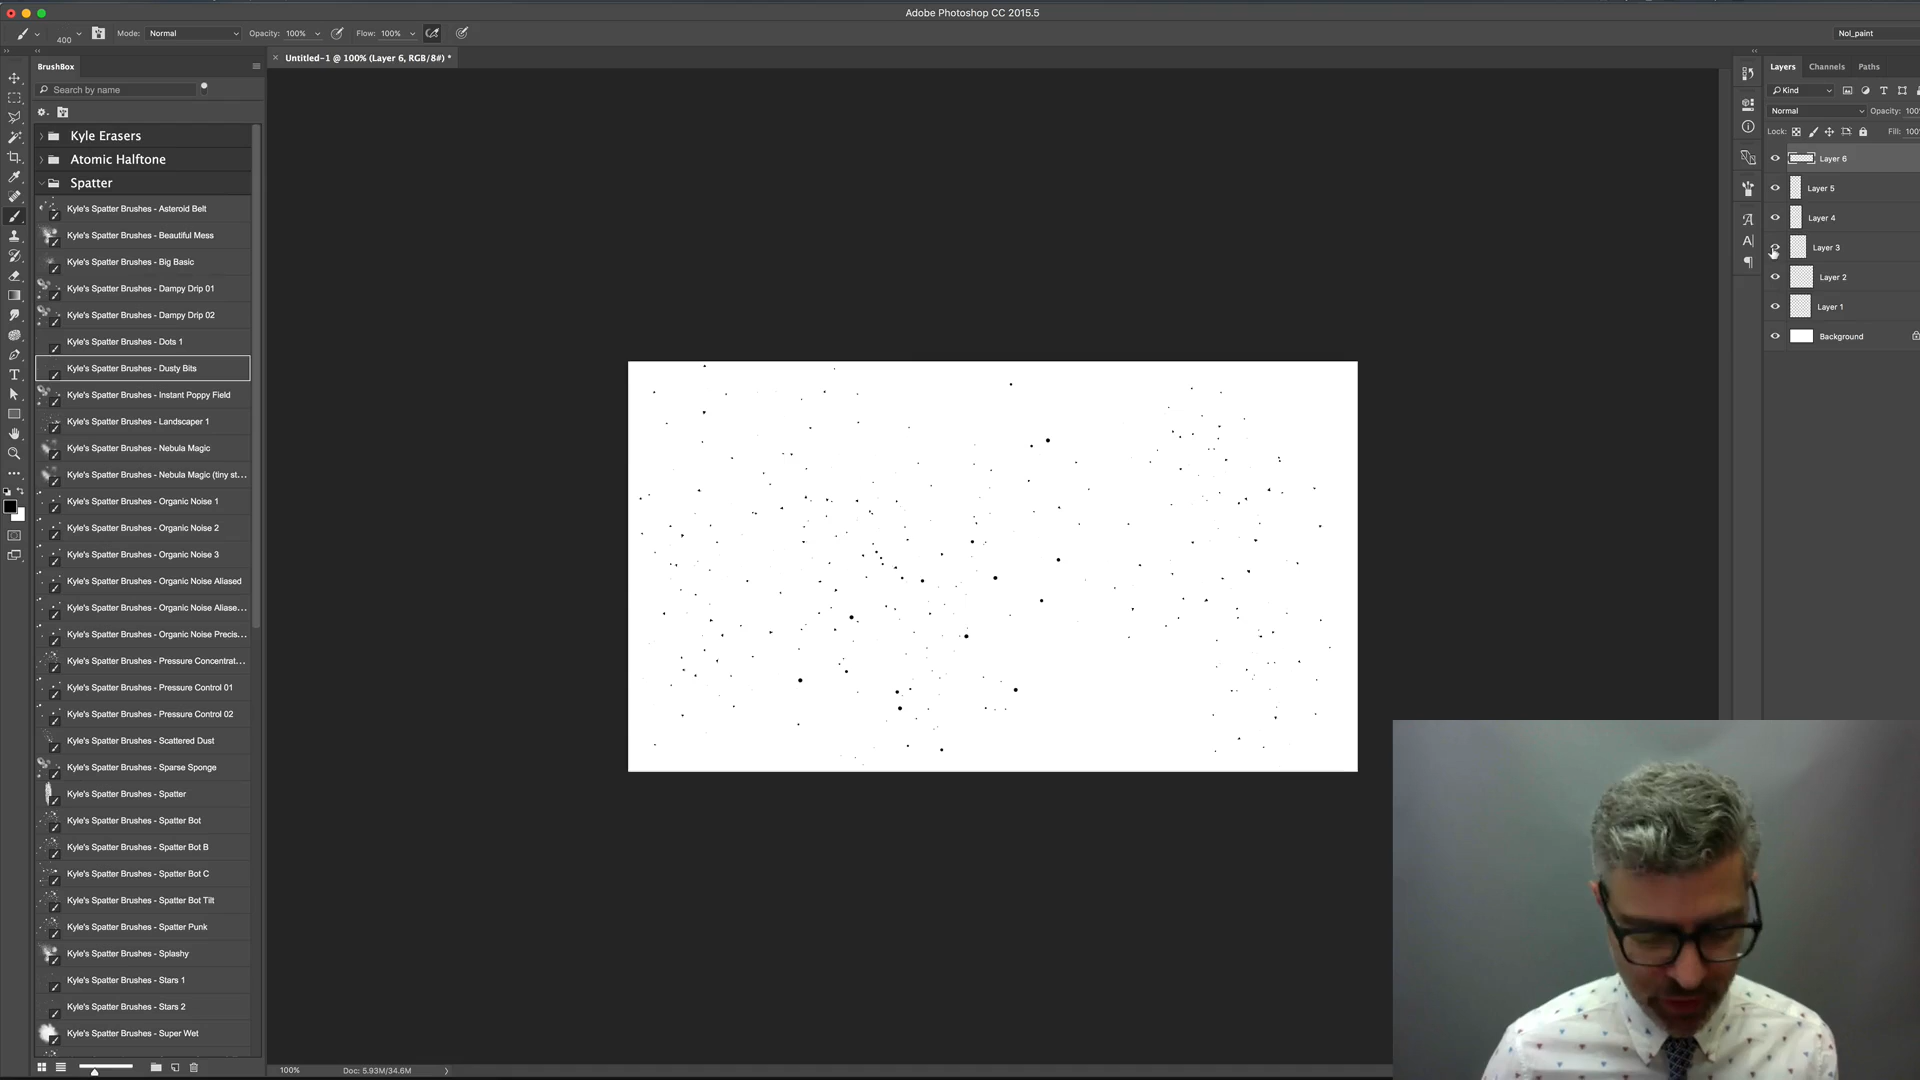 Adobe Photoshop CC 2015.5
400
Mode: Normal
Opacity: 100%
Flow: 100%
Nol_paint
BrushBox
Untitled-1 @ 100% (Layer 6, RGB/8#) *
Search by name
Kyle Erasers
Atomic Halftone
Spatter
Kyle's Spatter Brushes - Asteroid Belt
Kyle's Spatter Brushes - Beautiful Mess
Kyle's Spatter Brushes - Big Basic
Kyle's Spatter Brushes - Dampy Drip 01
Kyle's Spatter Brushes - Dampy Drip 02
Kyle's Spatter Brushes - Dots 1
Kyle's Spatter Brushes - Dusty Bits
Kyle's Spatter Brushes - Instant Poppy Field
Kyle's Spatter Brushes - Landscaper 1
Kyle's Spatter Brushes - Nebula Magic
Kyle's Spatter Brushes - Nebula Magic (tiny st...
Kyle's Spatter Brushes - Organic Noise 1
Kyle's Spatter Brushes - Organic Noise 2
Kyle's Spatter Brushes - Organic Noise 3
Kyle's Spatter Brushes - Organic Noise Aliased
Kyle's Spatter Brushes - Organic Noise Aliase...
Kyle's Spatter Brushes - Organic Noise Precis...
Kyle's Spatter Brushes - Pressure Concentrat...
Kyle's Spatter Brushes - Pressure Control 01
Kyle's Spatter Brushes - Pressure Control 02
Kyle's Spatter Brushes - Scattered Dust
Kyle's Spatter Brushes - Sparse Sponge
Kyle's Spatter Brushes - Spatter
Kyle's Spatter Brushes - Spatter Bot
Kyle's Spatter Brushes - Spatter Bot B
Kyle's Spatter Brushes - Spatter Bot C
Kyle's Spatter Brushes - Spatter Bot Tilt
Kyle's Spatter Brushes - Spatter Punk
Kyle's Spatter Brushes - Splashy
Kyle's Spatter Brushes - Stars 1
Kyle's Spatter Brushes - Stars 2
Kyle's Spatter Brushes - Super Wet
100%
Doc: 5.93M/34.6M
Layers Channels Paths
Kind
Normal
Opacity: 100
Lock:
Fill: 100
Layer 6
Layer 5
Layer 4
Layer 3
Layer 2
Layer 1
Background